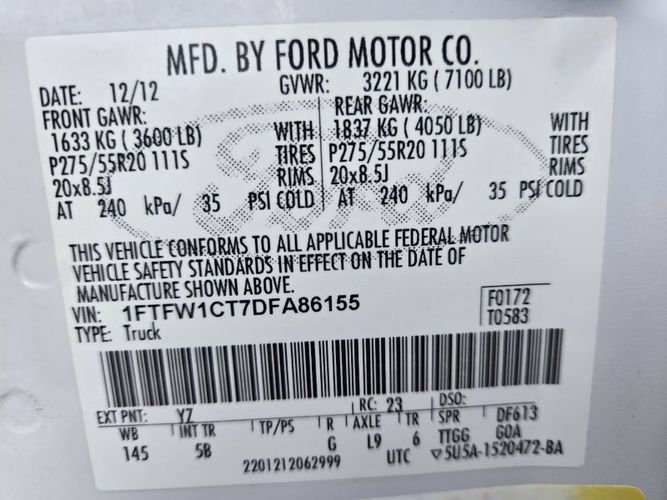 MFD. BY FORD MOTOR CO.
DATE: 12/12 GVWR: 3221 KG ( 7100 LB)
FRONT GAWR: REAR GAWR:
1633 KG ( 3600 LB) WITH 1837 KG ( 4050 LB) WITH
P275/55R20 111S TIRES P275/55R20 111S TIRES
20x8.5J RIMS 20x8.5J RIMS
AT 240 kPa/ 35 PSI COLD AT 240 kPa/ 35 PSI COLD
THIS VEHICLE CONFORMS TO ALL APPLICABLE FEDERAL MOTOR
VEHICLE SAFETY STANDARDS IN EFFECT ON THE DATE OF
MANUFACTURE SHOWN ABOVE.
VIN: 1FTFW1CT7DFA86155 F0172
TYPE: Truck T0583
EXT PNT: Y7 RC: 23 DSO:
WB INT TR TP/PS R AXLE TR SPR DF613
145 5B G L9 6 TTGG GOA
2201212062999 UTC ▽5U5A-1520472-BA
Ford